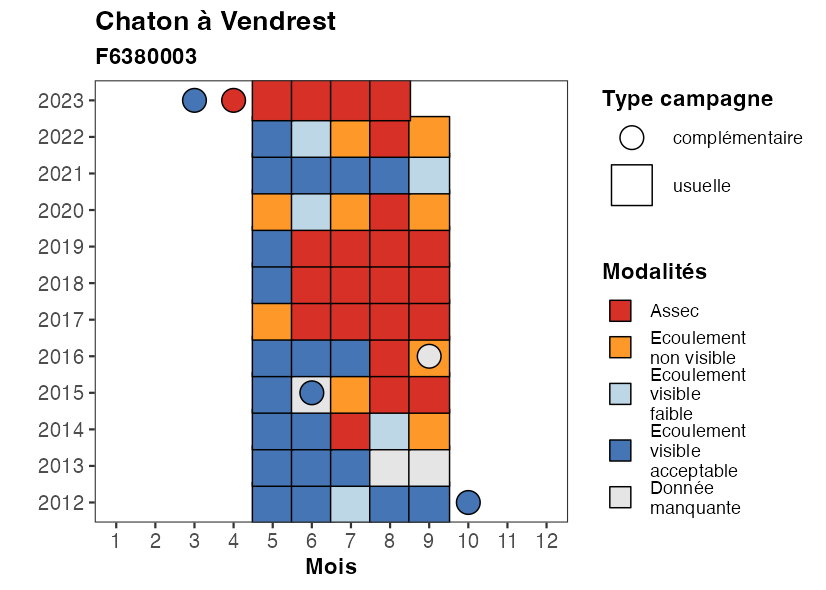 Chaton à Vendrest
F6380003
2023
2022
2021
2020
2019
2018
2017
2016
2015
2014
2013
2012
1 2 3 4 5 6 7 8 9 10 11 12
Mois
Type campagne
complémentaire
usuelle
Modalités
Assec
Ecoulement
non visible
Ecoulement
visible
faible
Ecoulement
visible
acceptable
Donnée
manquante